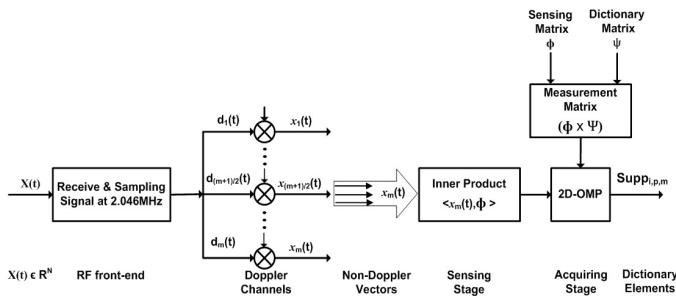 Sensing Matrix
ϕ
Dictionary Matrix
ψ
Measurement Matrix
(ϕ x Ψ)
X(t)
Receive & Sampling
Signal at 2.046MHz
d1(t)
x1(t)
d(m+1)/2(t)
x(m+1)/2(t)
dm(t)
xm(t)
xm(t)
Inner Product
<xm(t),ϕ >
2D-OMP
Suppi,p,m
X(t) ϵ R^N
RF front-end
Doppler
Channels
Non-Doppler
Vectors
Sensing
Stage
Acquiring
Stage
Dictionary
Elements